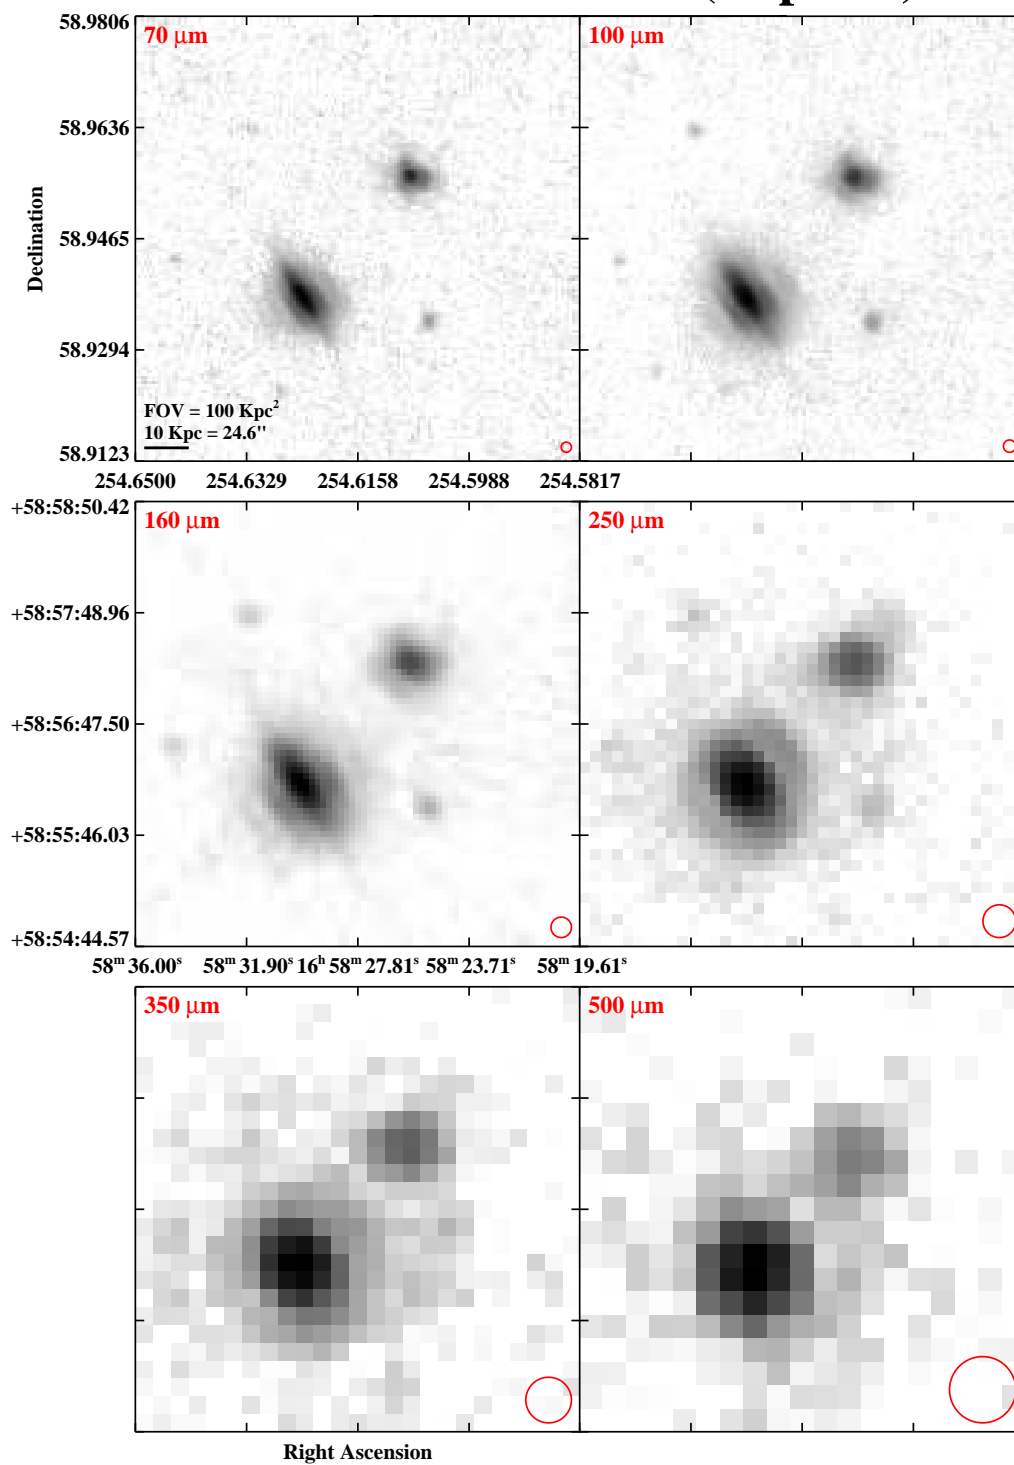 70 μm
100 μm
58.9806
58.9636
58.9465
58.9294
58.9123
Declination
FOV = 100 Kpc²
10 Kpc = 24.6"
254.6500 254.6329 254.6158 254.5988 254.5817
160 μm
250 μm
+58:58:50.42
+58:57:48.96
+58:56:47.50
+58:55:46.03
+58:54:44.57
58ᵐ 36.00ˢ 58ᵐ 31.90ˢ 16ʰ 58ᵐ 27.81ˢ 58ᵐ 23.71ˢ 58ᵐ 19.61ˢ
350 μm
500 μm
Right Ascension